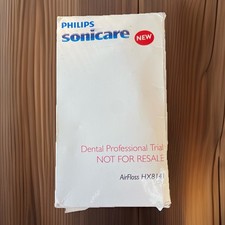 PHILIPS
sonicare
NEW
Dental Professional Trial
NOT FOR RESALE
AirFloss HX8141